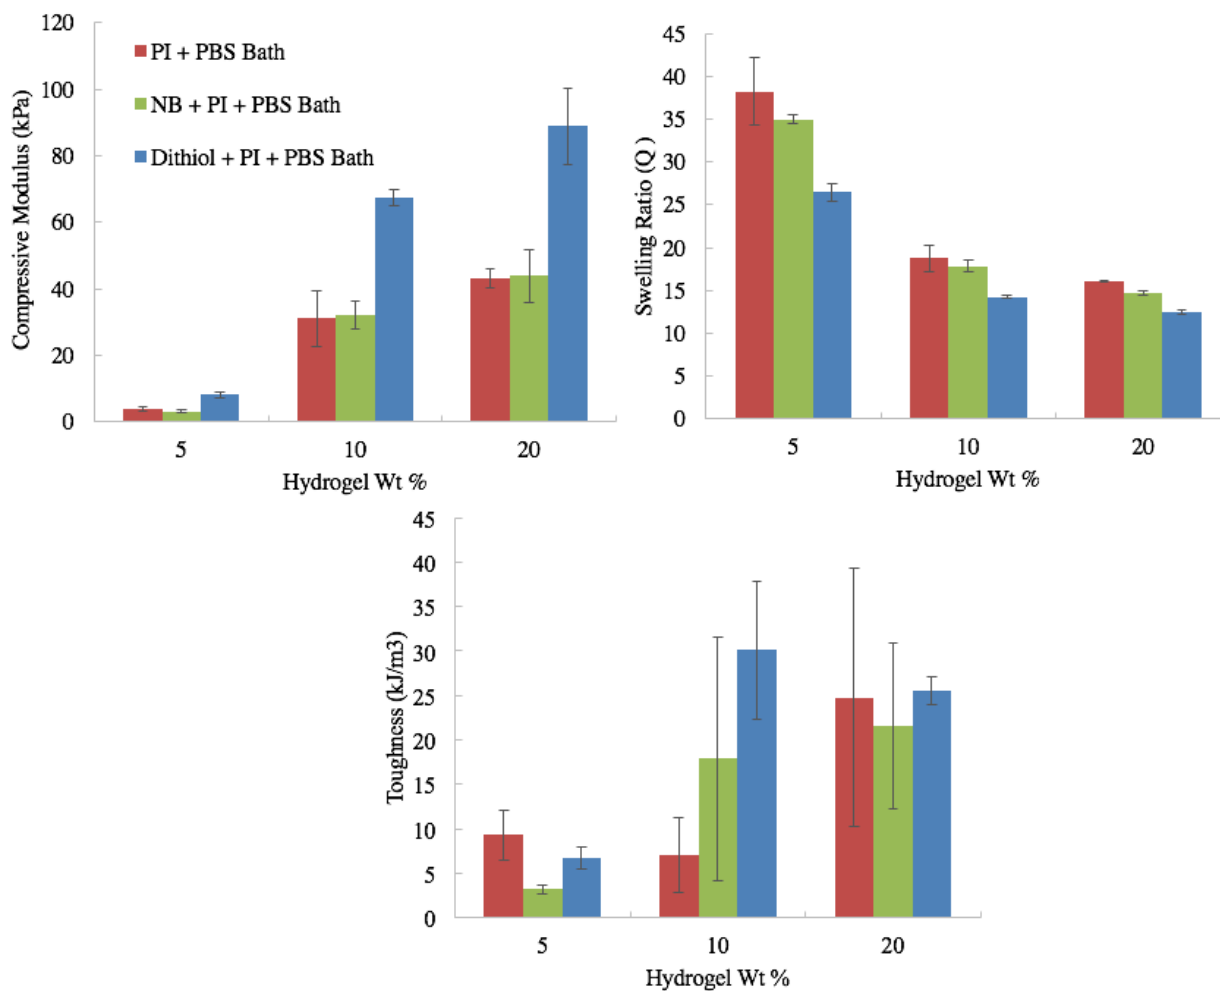 120
100
80
60
40
20
0
Compressive Modulus (kPa)
PI + PBS Bath
NB + PI + PBS Bath
Dithiol + PI + PBS Bath
5 10 20
Hydrogel Wt %
45
40
35
30
25
20
15
10
5
0
Swelling Ratio (Q )
5 10 20
Hydrogel Wt %
45
40
35
30
25
20
15
10
5
0
Toughness (kJ/m3)
5 10 20
Hydrogel Wt %